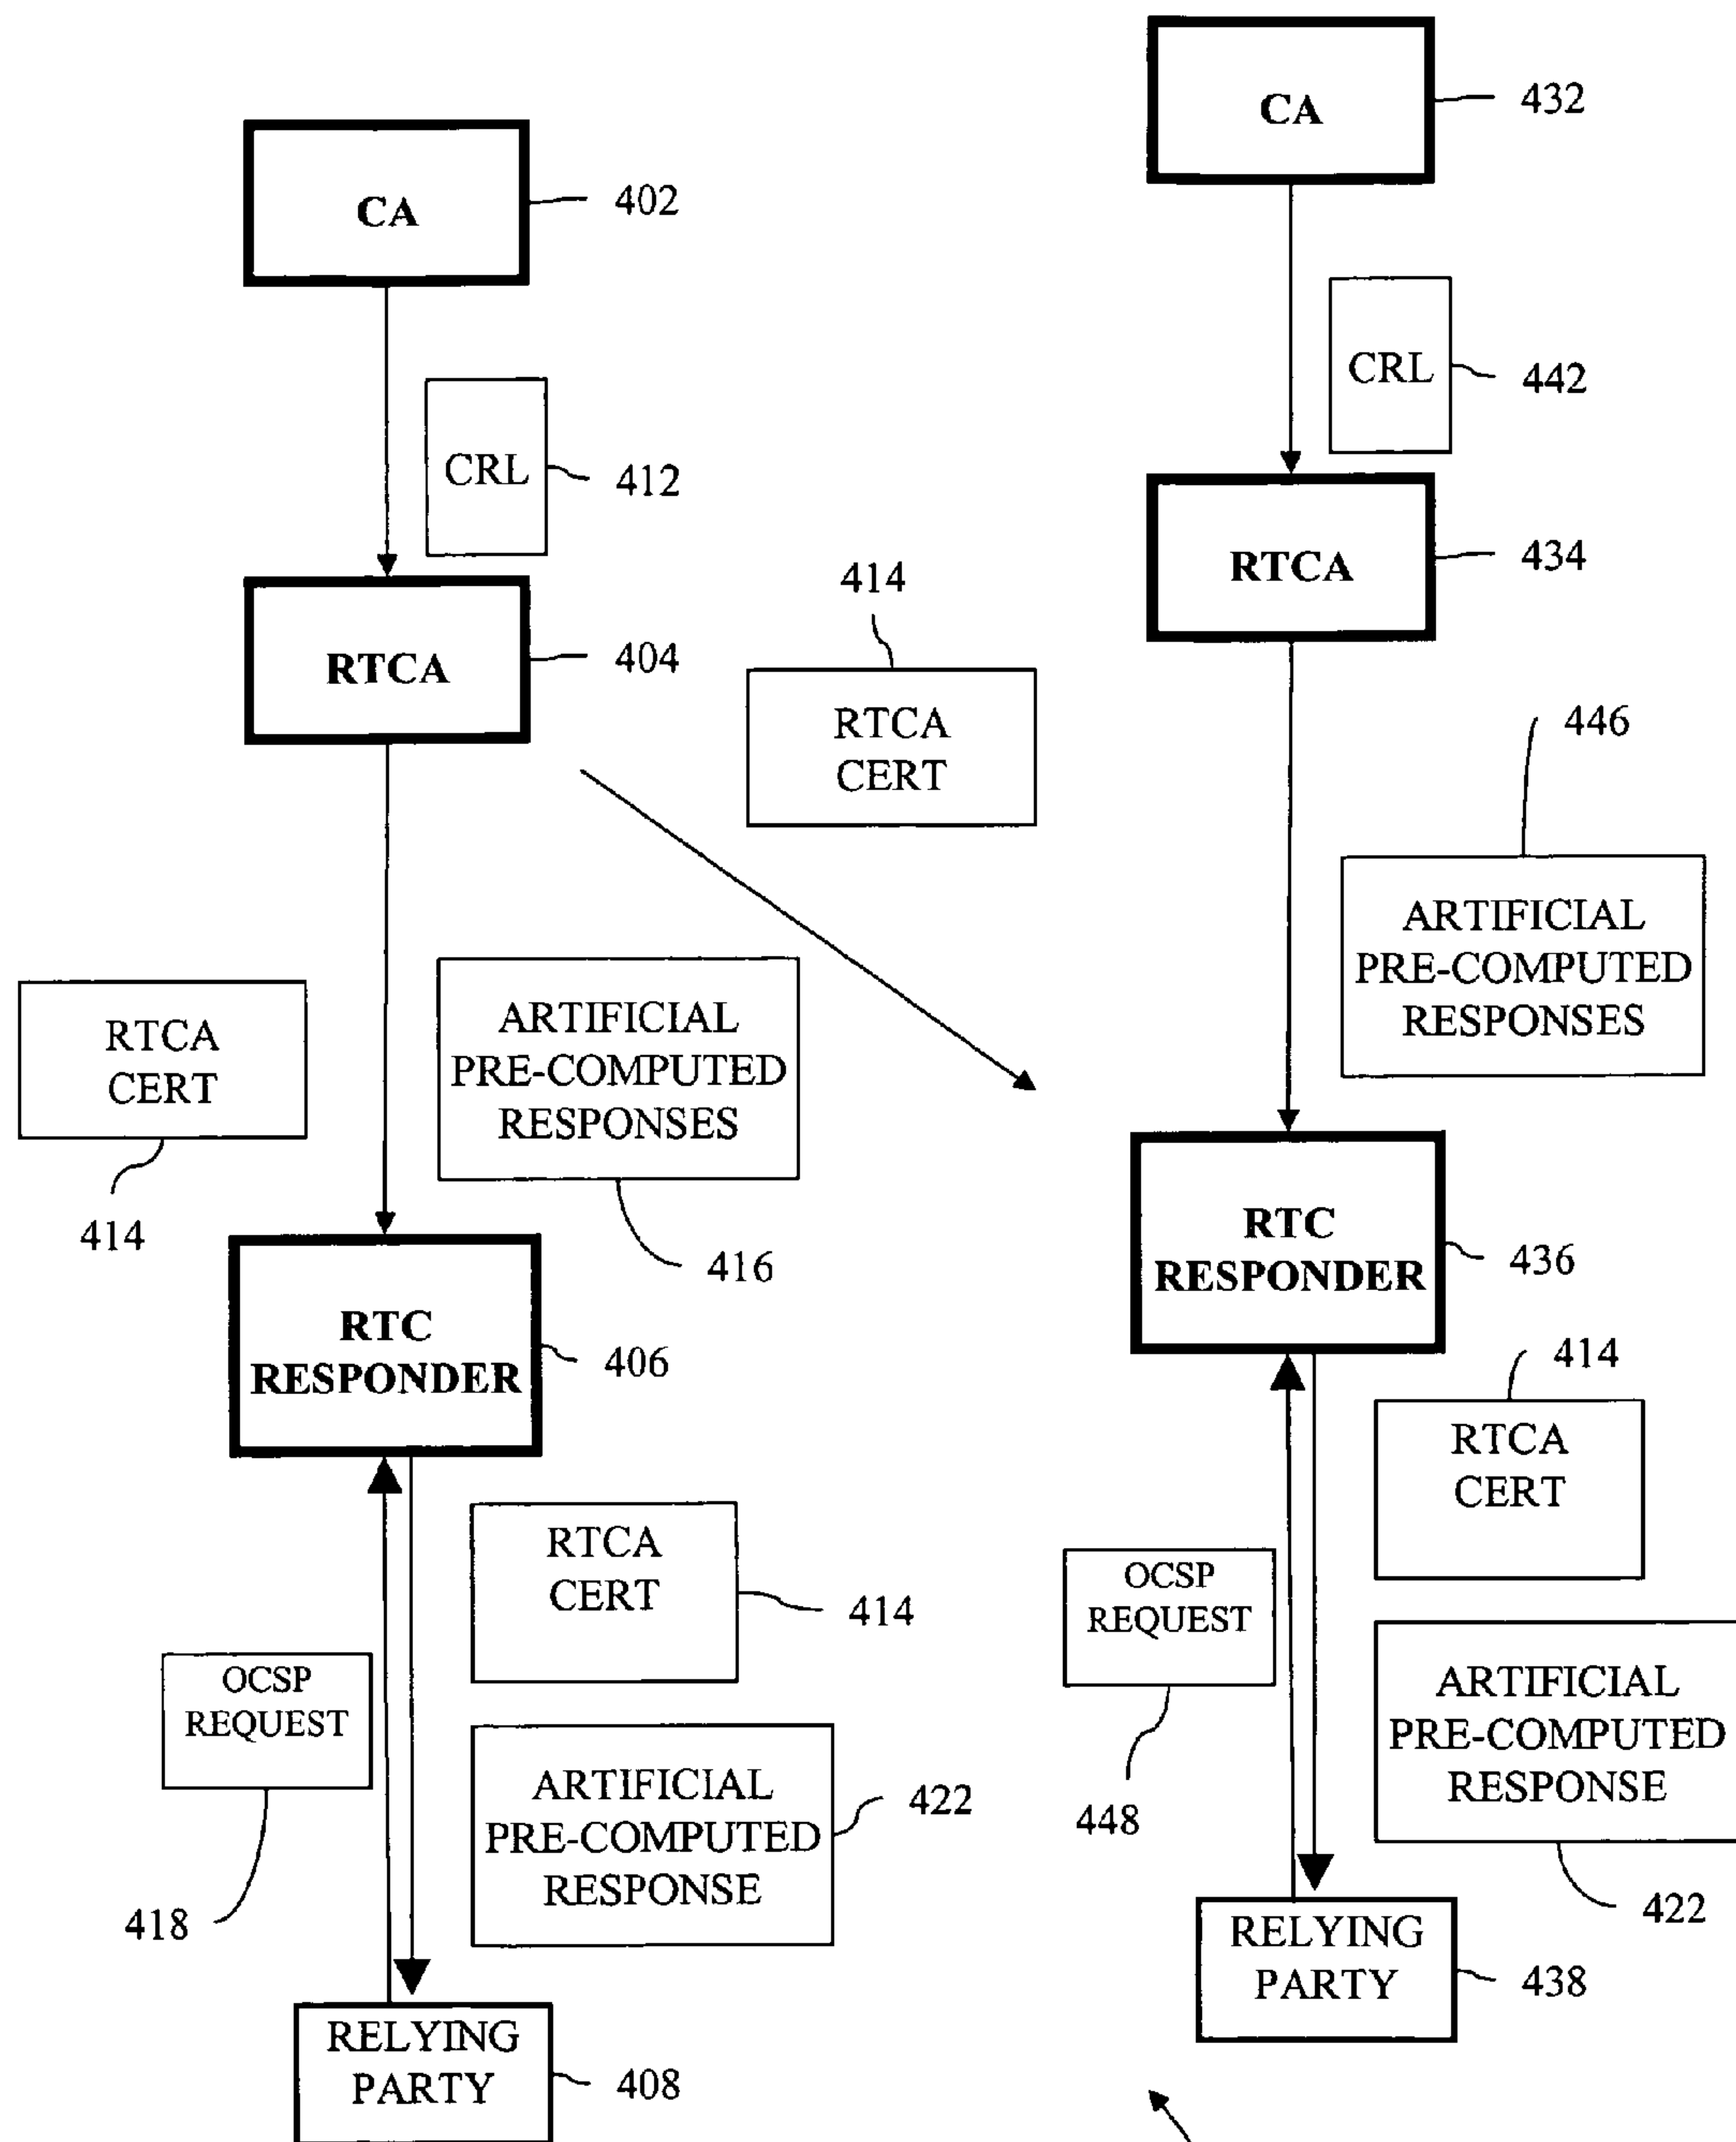 CA
402
CRL
412
RTCA
404
RTCA
CERT
414
RTCA
CERT
414
ARTIFICIAL
PRE-COMPUTED
RESPONSES
416
RTC
RESPONDER
406
RTCA
CERT
414
OCSP
REQUEST
418
ARTIFICIAL
PRE-COMPUTED
RESPONSE
422
RELYING
PARTY
408
CA
432
CRL
442
RTCA
434
446
ARTIFICIAL
PRE-COMPUTED
RESPONSES
RTC
RESPONDER
436
414
RTCA
CERT
OCSP
REQUEST
448
ARTIFICIAL
PRE-COMPUTED
RESPONSE
422
RELYING
PARTY
438